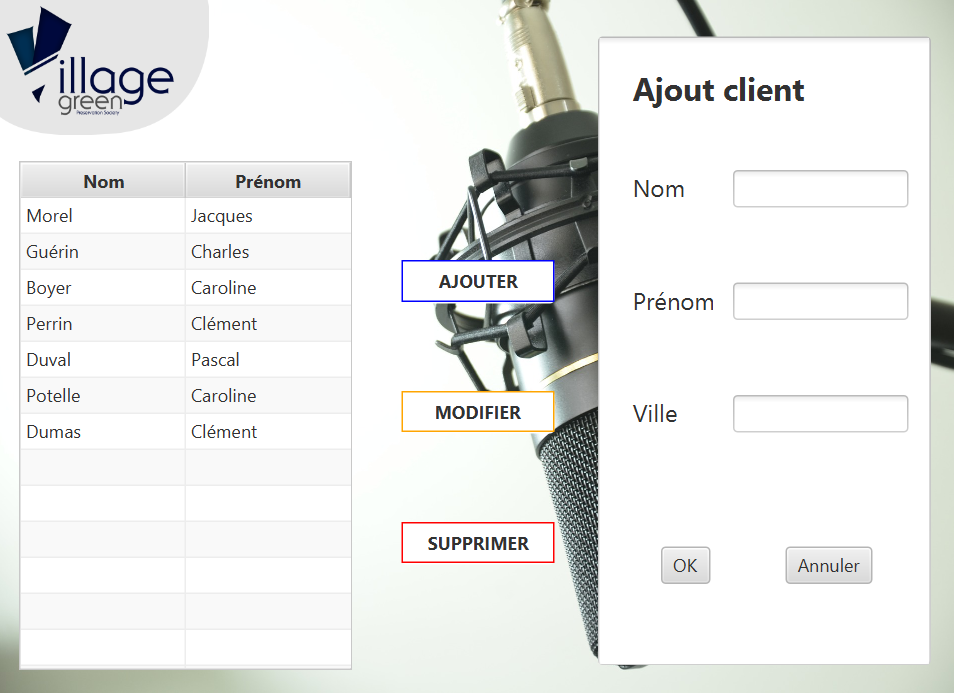 illage
green
Preservation Society
Nom Prénom
Morel Jacques
Guérin Charles
Boyer Caroline
Perrin Clément
Duval Pascal
Potelle Caroline
Dumas Clément
AJOUTER
MODIFIER
SUPPRIMER
Ajout client
Nom
Prénom
Ville
OK Annuler